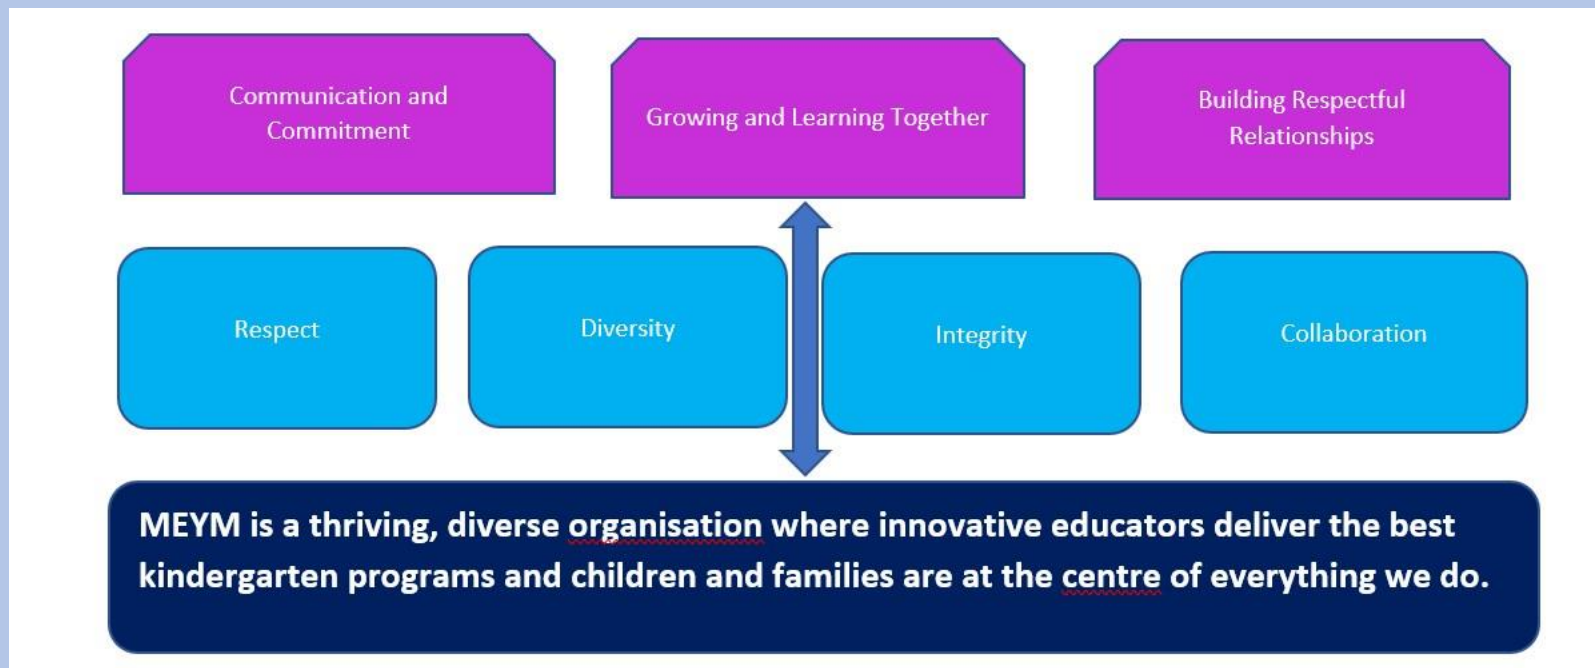 Communication and
Commitment
Growing and Learning Together
Building Respectful
Relationships
Respect
Diversity
Integrity
Collaboration
MEYM is a thriving, diverse organisation where innovative educators deliver the best
kindergarten programs and children and families are at the centre of everything we do.